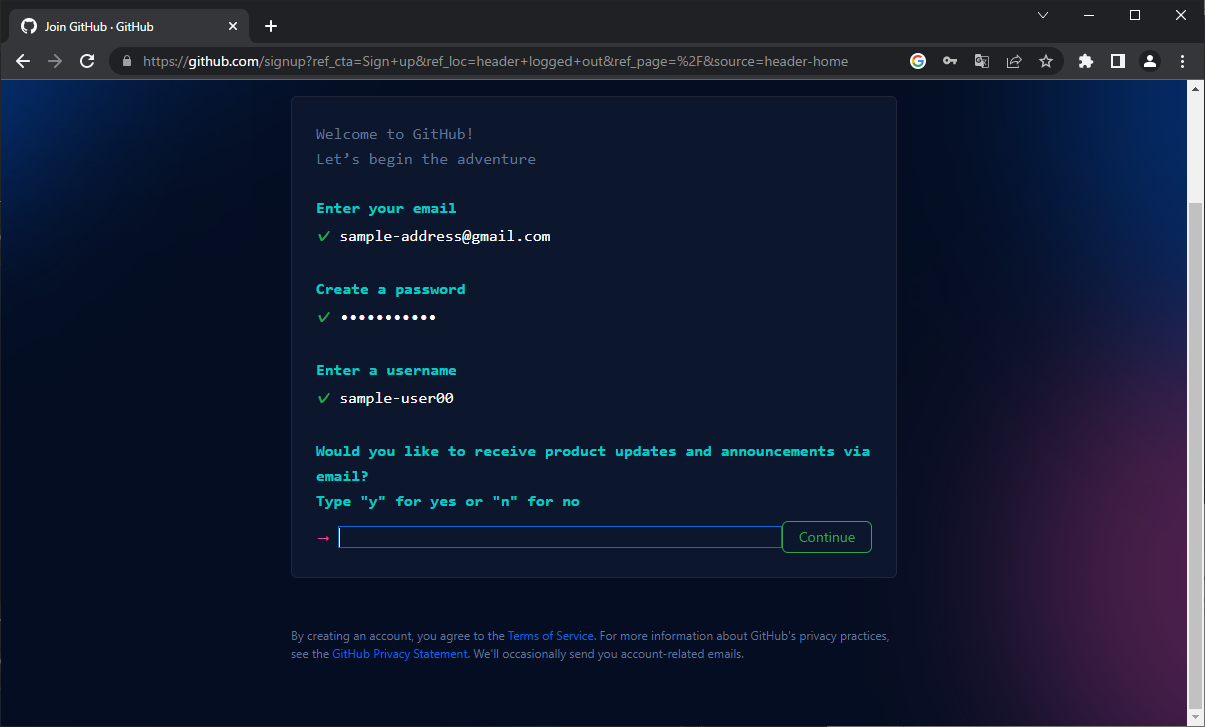 Join GitHub · GitHub
https://github.com/signup?ref_cta=Sign+up&ref_loc=header+logged+out&ref_page=%2F&source=header-home
Welcome to GitHub!
Let’s begin the adventure
Enter your email
✓ sample-address@gmail.com
Create a password
✓ •••••••••••
Enter a username
✓ sample-user00
Would you like to receive product updates and announcements via
email?
Type "y" for yes or "n" for no
→ Continue
By creating an account, you agree to the Terms of Service. For more information about GitHub's privacy practices,
see the GitHub Privacy Statement. We'll occasionally send you account-related emails.